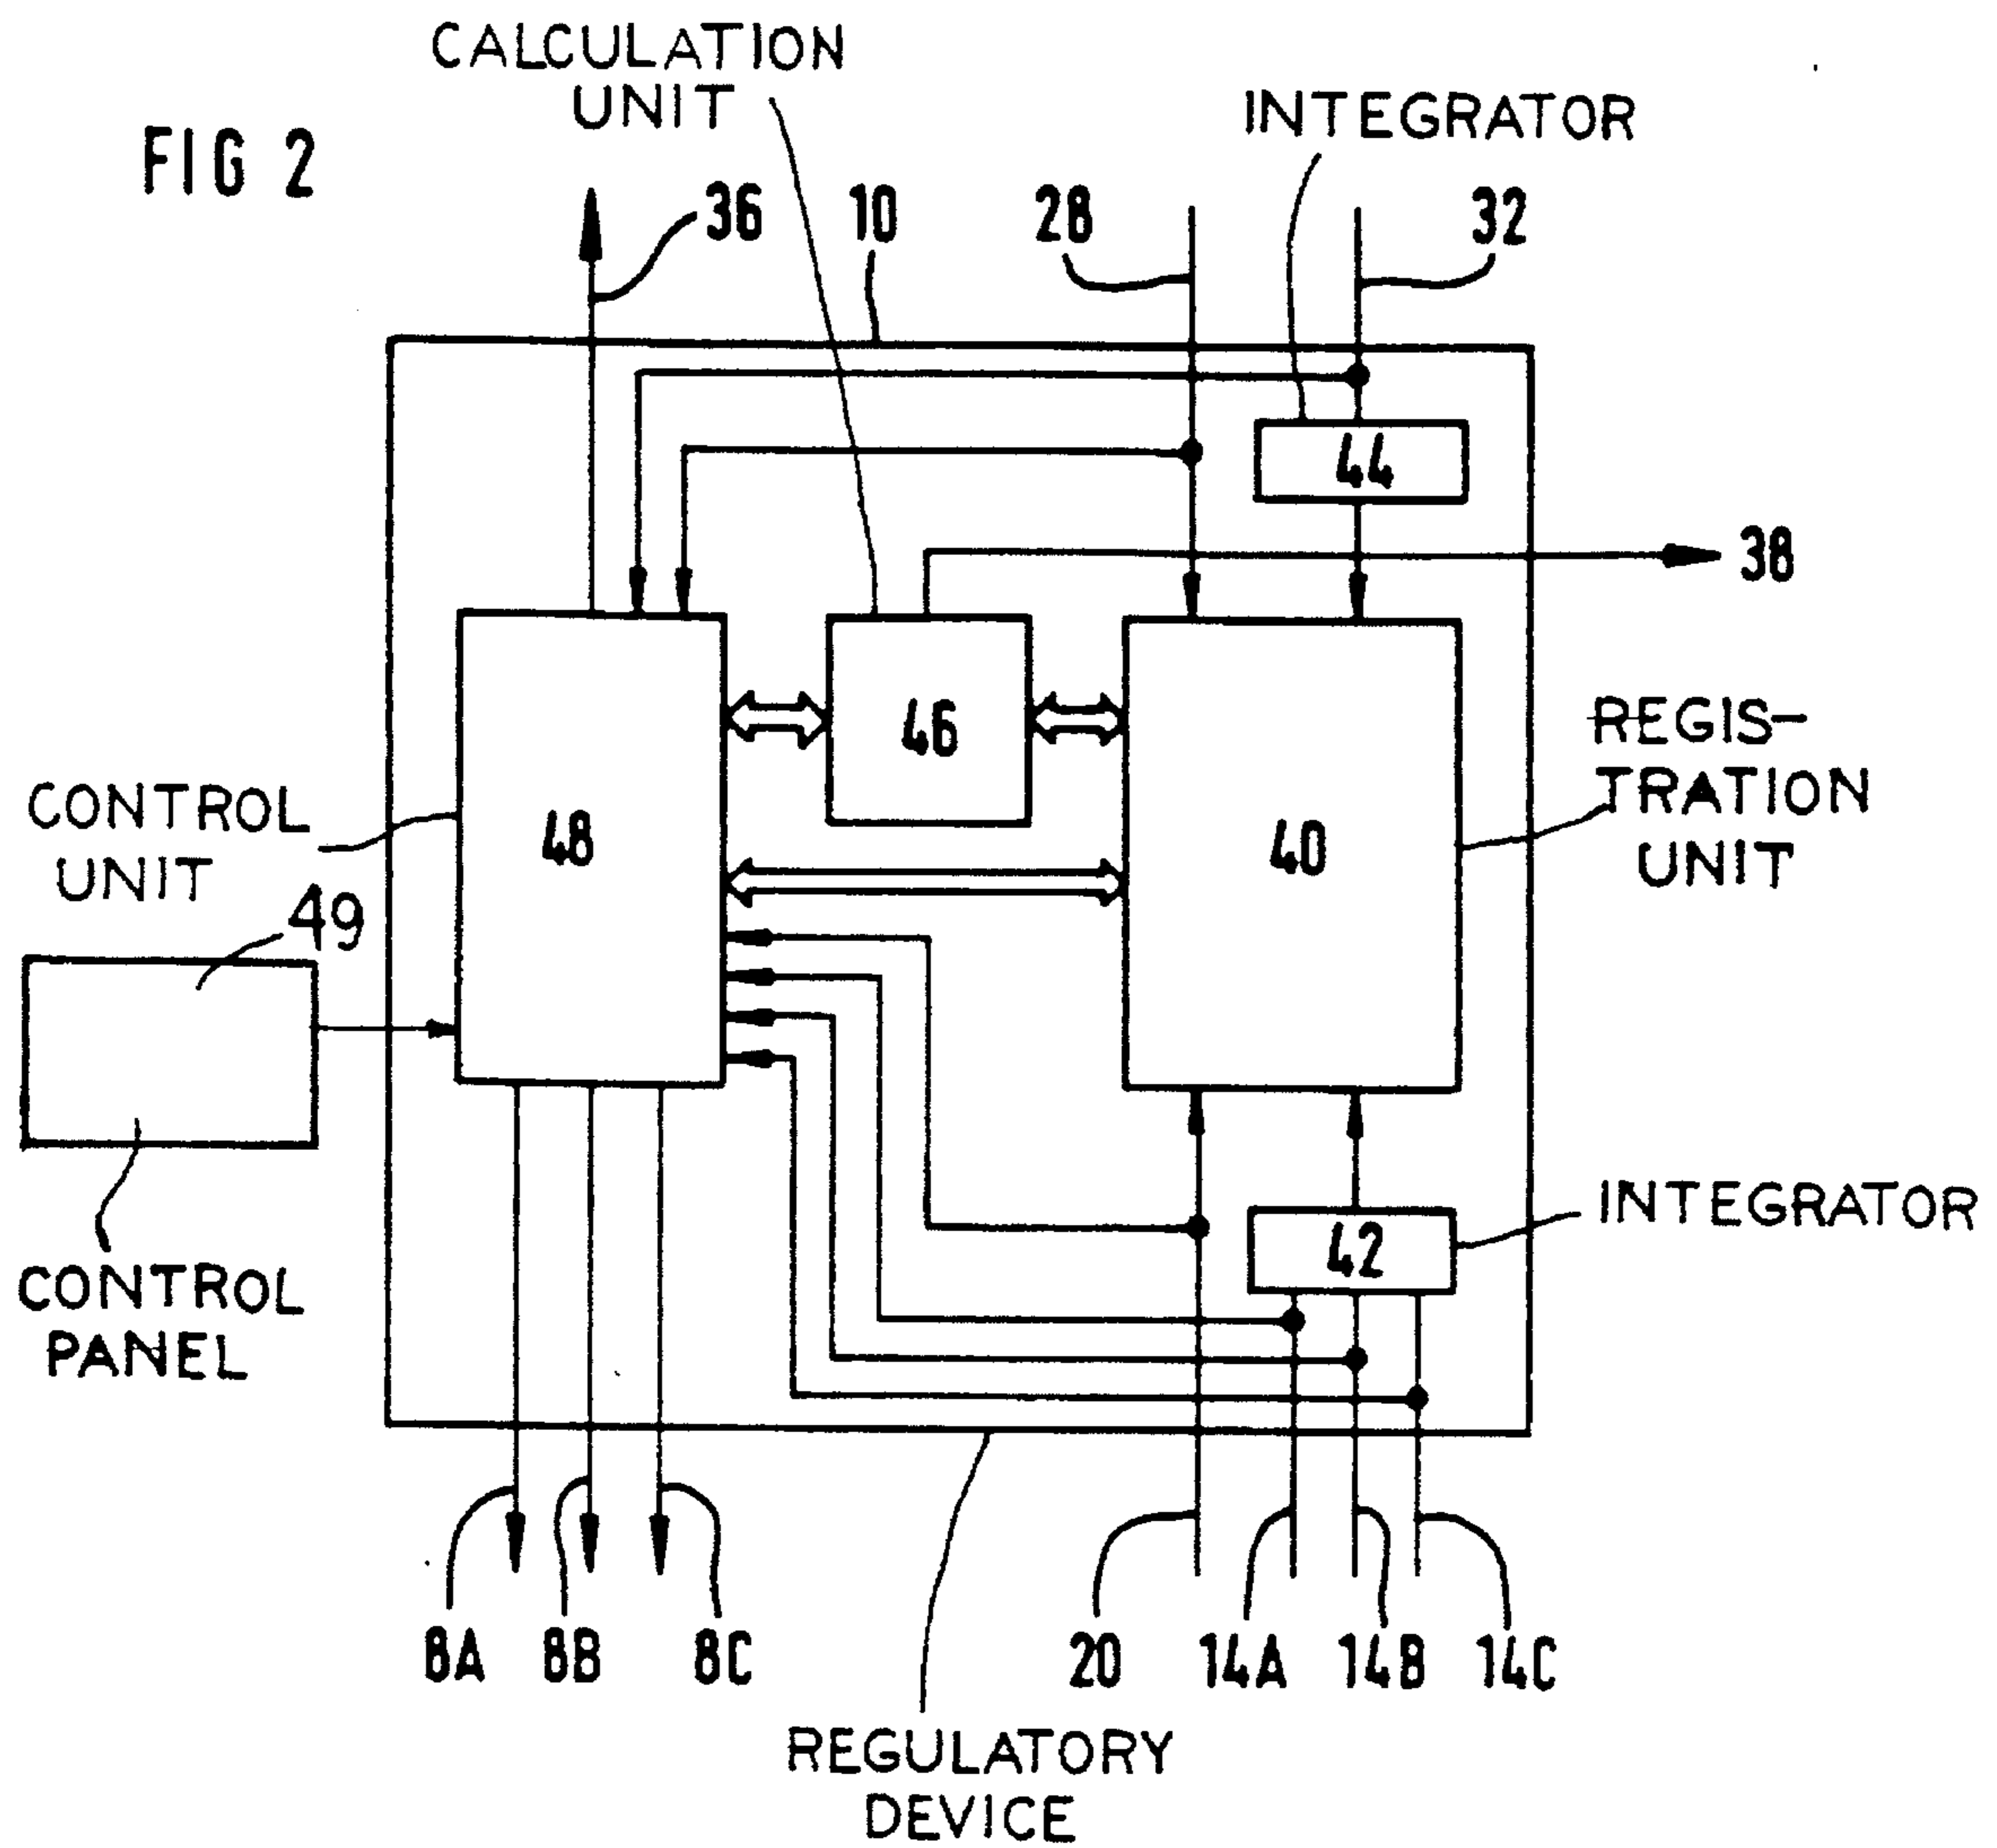 CALCULATION
UNIT
INTEGRATOR
FIG 2
36
10
28
32
44
38
46
REGIS-
TRATION
UNIT
CONTROL
UNIT
48
40
49
INTEGRATOR
42
CONTROL
PANEL
8A
8B
8C
20
14A
14B
14C
REGULATORY
DEVICE